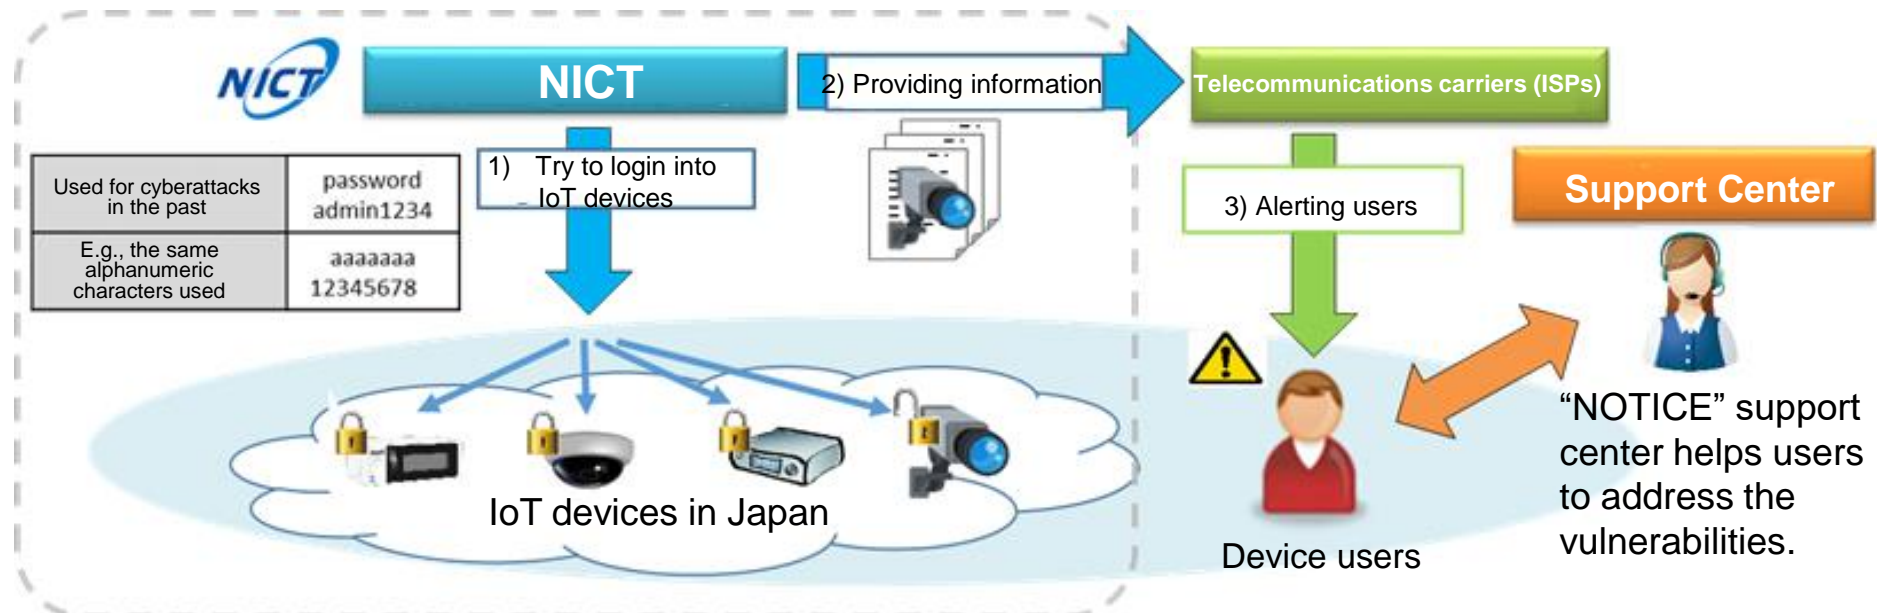 NICT
NICT
2) Providing information
Telecommunications carriers (ISPs)
Used for cyberattacks
in the past
password
admin1234
E.g., the same
alphanumeric
characters used
aaaaaaa
12345678
1) Try to login into
IoT devices
3) Alerting users
Support Center
IoT devices in Japan
Device users
“NOTICE” support
center helps users
to address the
vulnerabilities.